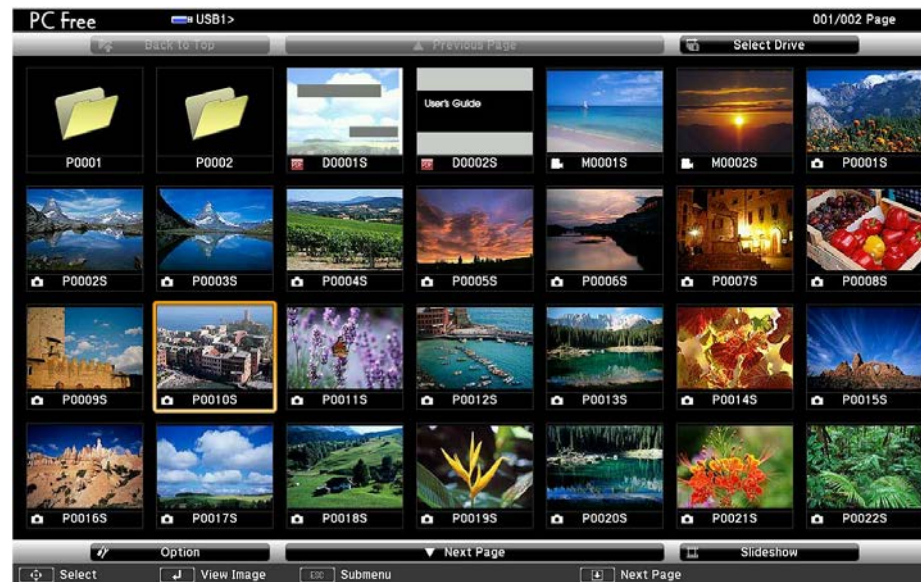 PC Free USB1> 001/002 Page
Back to Top Previous Page Select Drive
User's Guide
P0001 P0002 D0001S D0002S M0001S M0002S P0001S
P0002S P0003S P0004S P0005S P0006S P0007S P0008S
P0009S P0010S P0011S P0012S P0013S P0014S P0015S
P0016S P0017S P0018S P0019S P0020S P0021S P0022S
Option Next Page Slideshow
Select View Image ESC Submenu Next Page